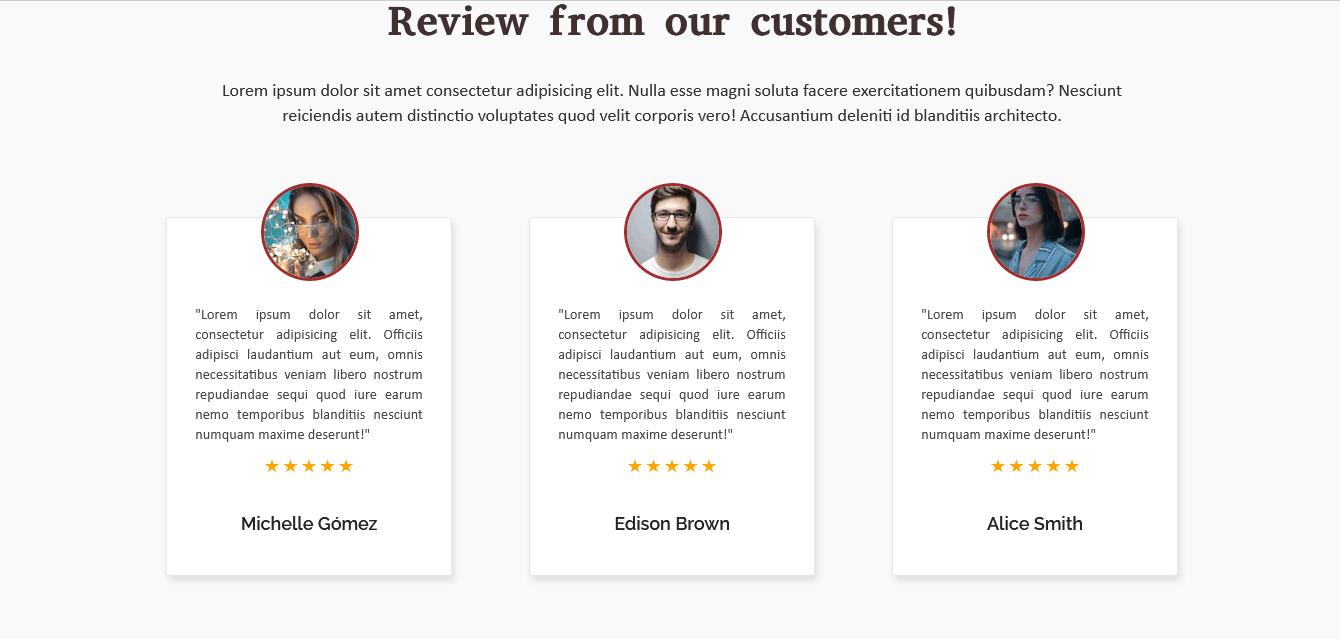 Review from our customers!
Lorem ipsum dolor sit amet consectetur adipisicing elit. Nulla esse magni soluta facere exercitationem quibusdam? Nesciunt
reiciendis autem distinctio voluptates quod velit corporis vero! Accusantium deleniti id blanditiis architecto.
"Lorem ipsum dolor sit amet,
consectetur adipisicing elit. Officiis
adipisci laudantium aut eum, omnis
necessitatibus veniam libero nostrum
repudiandae sequi quod iure earum
nemo temporibus blanditiis nesciunt
numquam maxime deserunt!"
★★★★★
Michelle Gómez
"Lorem ipsum dolor sit amet,
consectetur adipisicing elit. Officiis
adipisci laudantium aut eum, omnis
necessitatibus veniam libero nostrum
repudiandae sequi quod iure earum
nemo temporibus blanditiis nesciunt
numquam maxime deserunt!"
★★★★★
Edison Brown
"Lorem ipsum dolor sit amet,
consectetur adipisicing elit. Officiis
adipisci laudantium aut eum, omnis
necessitatibus veniam libero nostrum
repudiandae sequi quod iure earum
nemo temporibus blanditiis nesciunt
numquam maxime deserunt!"
★★★★★
Alice Smith